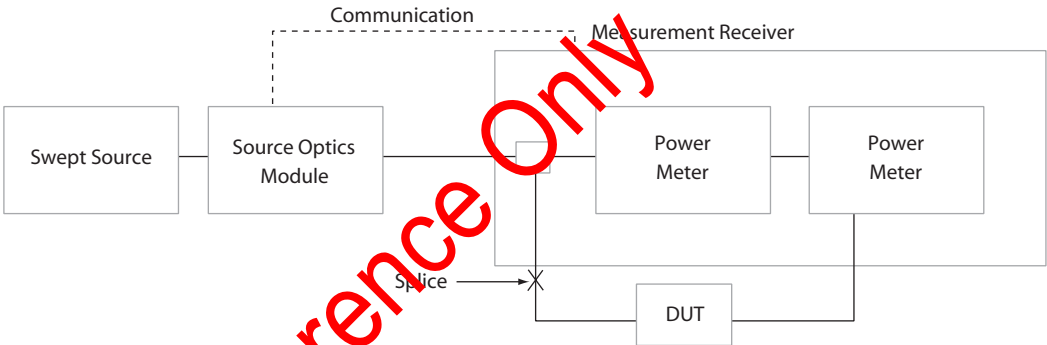 Communication
Measurement Receiver
Swept Source
Source Optics
Module
Power
Meter
Power
Meter
Splice
DUT
rence Only